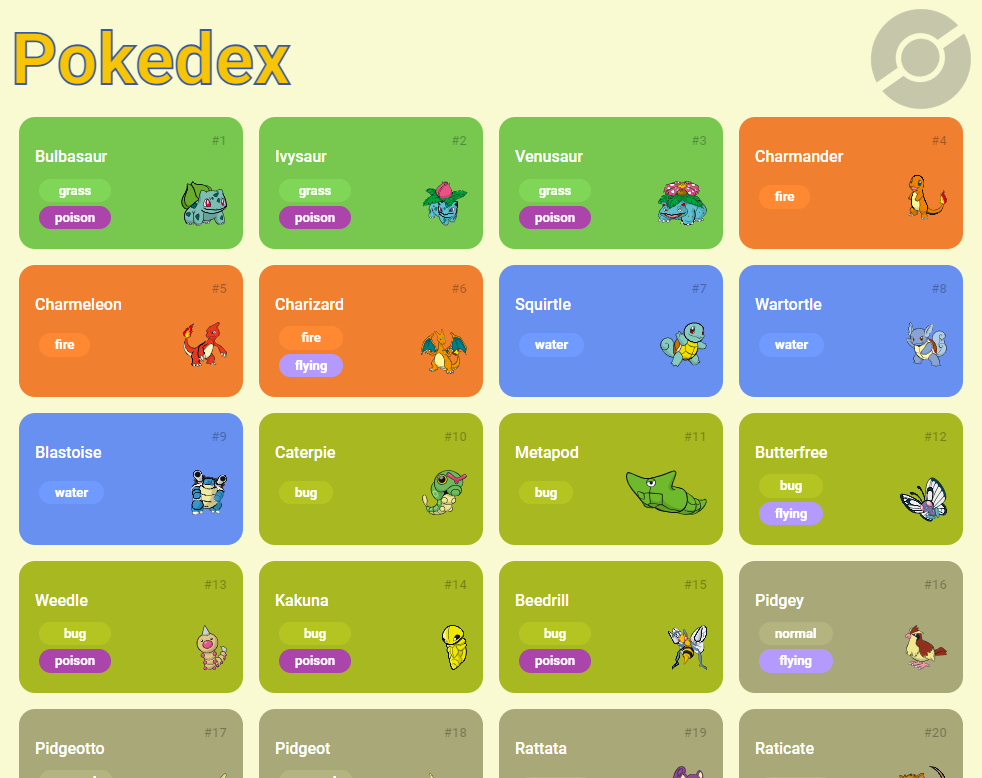 Pokedex
#1
Bulbasaur
grass
poison
#2
Ivysaur
grass
poison
#3
Venusaur
grass
poison
#4
Charmander
fire
#5
Charmeleon
fire
#6
Charizard
fire
flying
#7
Squirtle
water
#8
Wartortle
water
#9
Blastoise
water
#10
Caterpie
bug
#11
Metapod
bug
#12
Butterfree
bug
flying
#13
Weedle
bug
poison
#14
Kakuna
bug
poison
#15
Beedrill
bug
poison
#16
Pidgey
normal
flying
#17
Pidgeotto
#18
Pidgeot
#19
Rattata
#20
Raticate